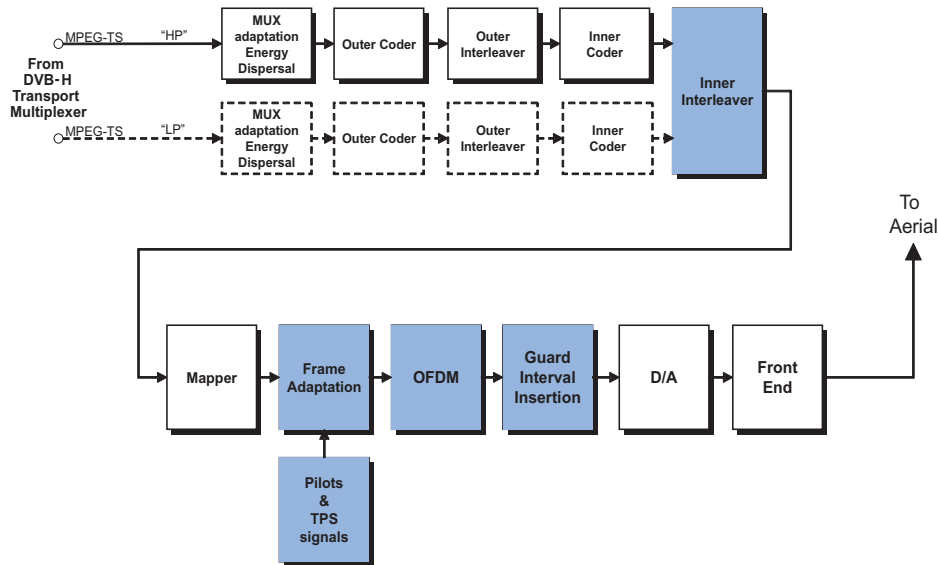 MPEG-TS "HP"
From
DVB-H
Transport
Multiplexer
MPEG-TS "LP"
MUX
adaptation
Energy
Dispersal
Outer Coder
Outer
Interleaver
Inner
Coder
Inner
Interleaver
MUX
adaptation
Energy
Dispersal
Outer Coder
Outer
Interleaver
Inner
Coder
To
Aerial
Mapper
Frame
Adaptation
OFDM
Guard
Interval
Insertion
D/A
Front
End
Pilots
&
TPS
signals